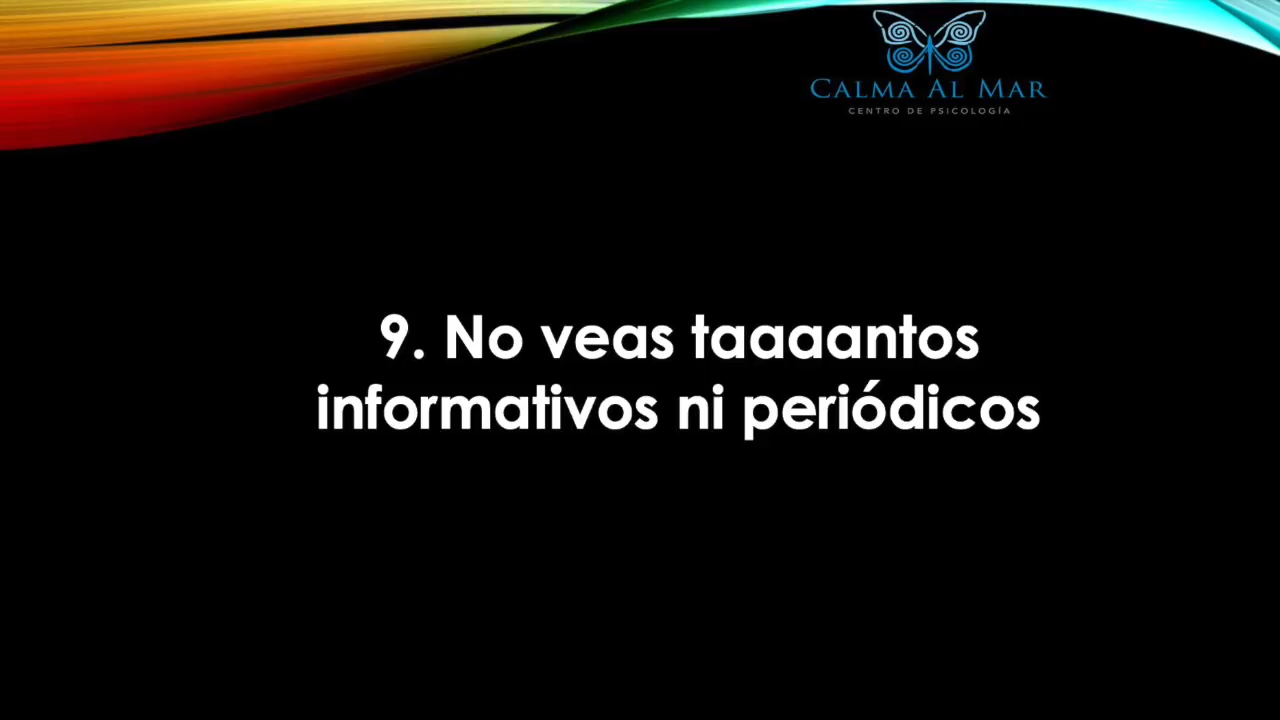 CALMA AL MAR
CENTRO DE PSICOLOGÍA
9. No veas taaaantos
informativos ni periódicos